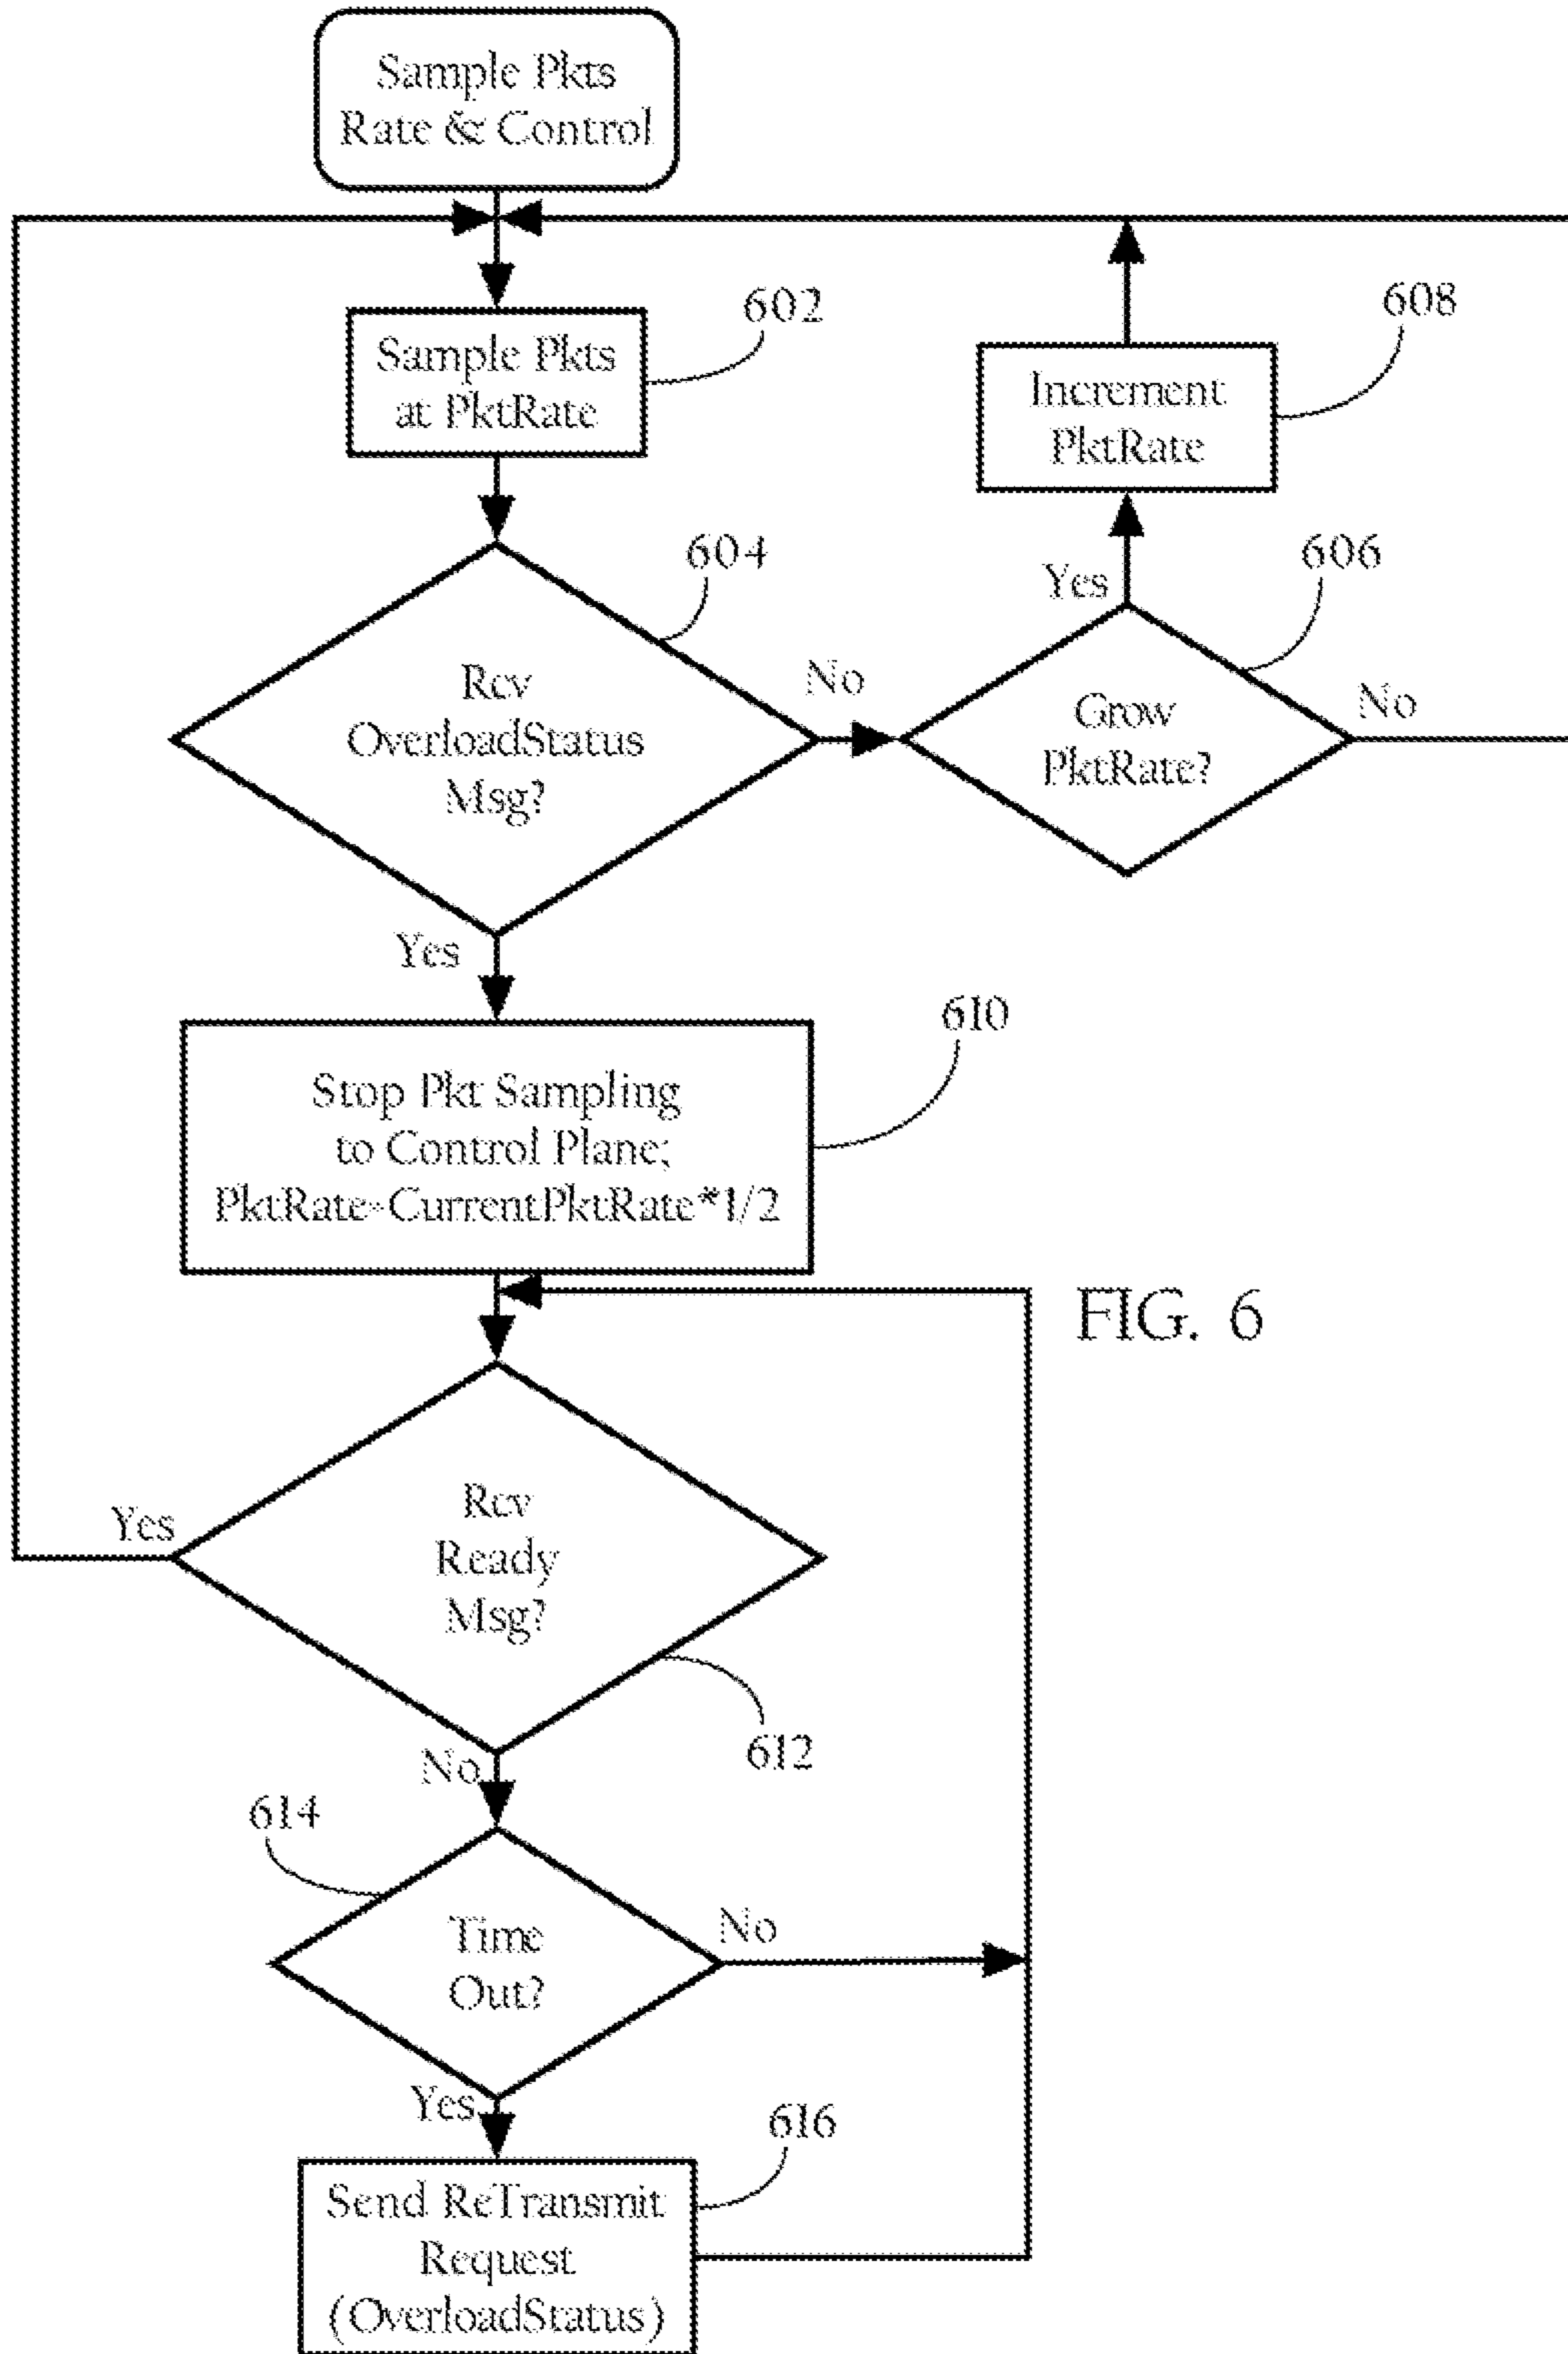 Sample Pkts
Rate & Control
602
608
Sample Pkts
at PktRate
Increment
PktRate
604
606
Yes
No
No
Rcv
OverloadStatus
Msg?
Grow
PktRate?
Yes
610
Stop Pkt Sampling
to Control Plane;
PktRate=CurrentPktRate*1/2
FIG. 6
Rcv
Ready
Msg?
Yes
612
No
614
Time
Out?
No
Yes
616
Send ReTransmit
Request
(OverloadStatus)